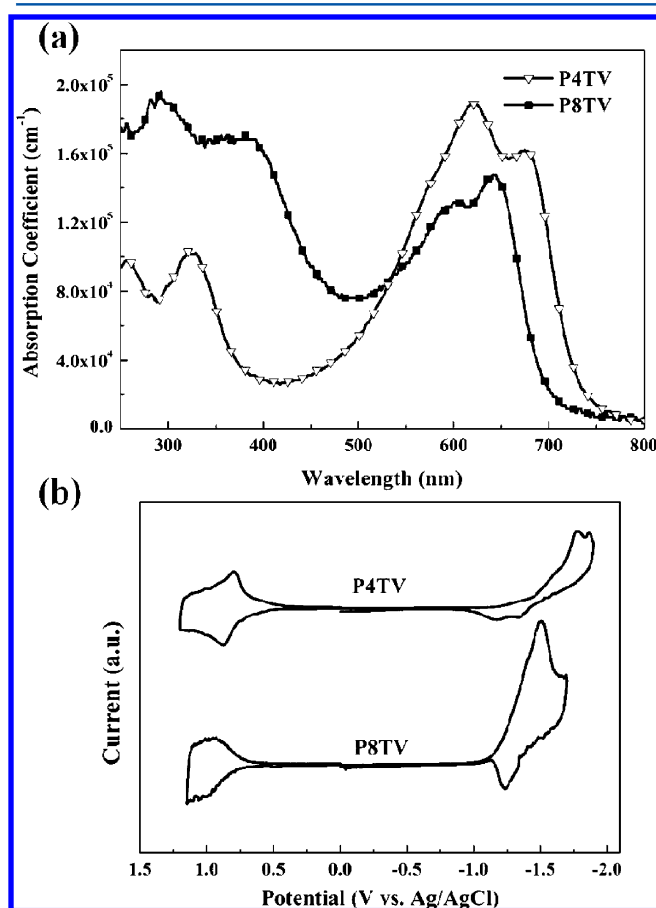 (a)
P4TV
P8TV
2.0x10⁵
1.6x10⁵
1.2x10⁵
8.0x10³
4.0x10⁴
0.0
Absorption Coefficient (cm⁻¹)
300 400 500 600 700 800
Wavelength (nm)
(b)
P4TV
P8TV
Current (a.u.)
1.5 1.0 0.5 0.0 -0.5 -1.0 -1.5 -2.0
Potential (V vs. Ag/AgCl)